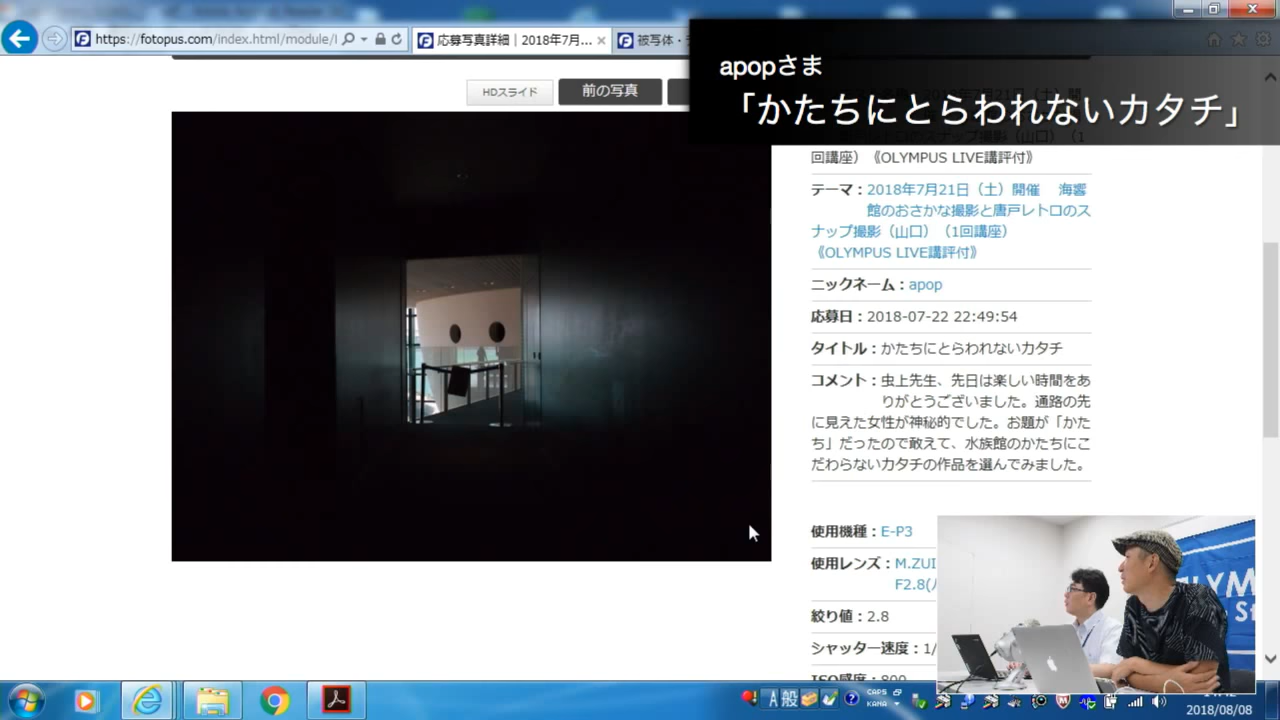 https://fotopus.com/index.html/module/
応募写真詳細 | 2018年7月...
被写体・
apopさま
「かたちにとらわれないカタチ」
HDスライド
前の写真
回講座）《OLYMPUS LIVE講評付》
テーマ：2018年7月21日（土）開催　海響
館のおさかな撮影と唐戸レトロのス
ナップ撮影（山口）（1回講座）
《OLYMPUS LIVE講評付》
ニックネーム：apop
応募日：2018-07-22 22:49:54
タイトル：かたちにとらわれないカタチ
コメント：虫上先生、先日は楽しい時間をあ
りがとうございました。通路の先
に見えた女性が神秘的でした。お題が「かた
ち」だったので敢えて、水族館のかたちにこ
だわらないカタチの作品を選んでみました。
使用機種：E-P3
使用レンズ：M.ZUI
F2.8(
絞り値：2.8
シャッター速度：1/
ISO感度：800
A 般
CAPS
KANA
2018/08/08